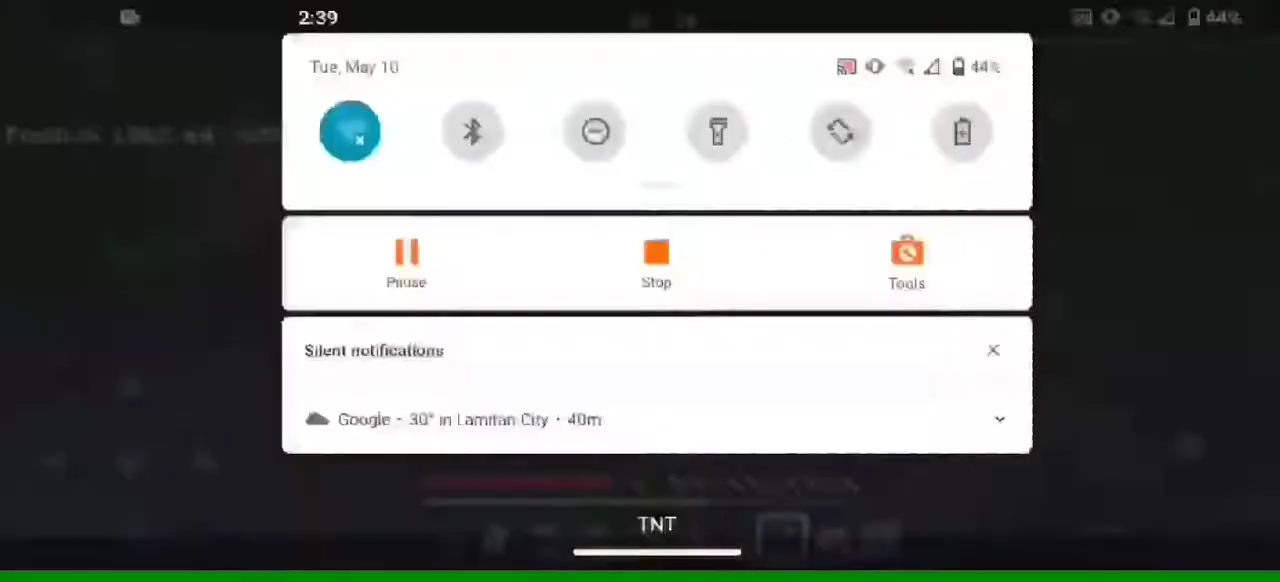 2:39
44%
Tue, May 10
44%
Pause
Stop
Tools
Silent notifications
Google - 30° in Lamitan City · 40m
TNT